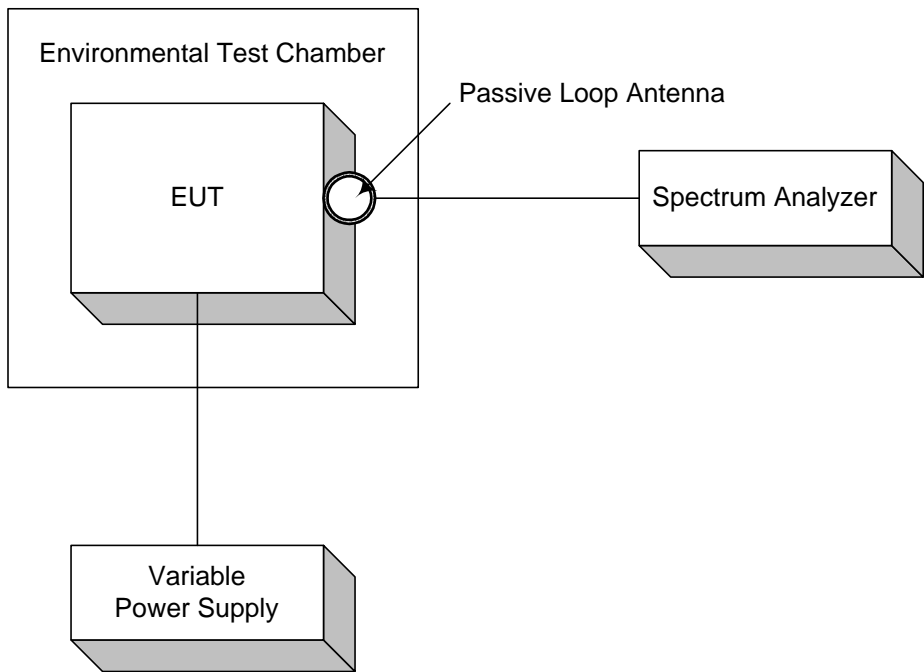 Environmental Test Chamber
Passive Loop Antenna
EUT
Spectrum Analyzer
Variable
Power Supply